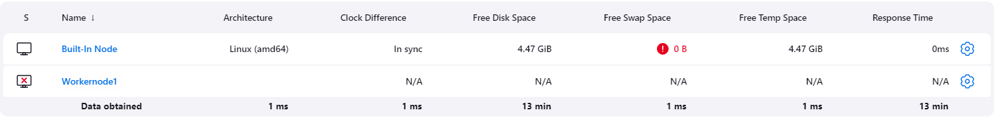 S Name ↓ Architecture Clock Difference Free Disk Space Free Swap Space Free Temp Space Response Time
Built-In Node Linux (amd64) In sync 4.47 GiB ! 0 B 4.47 GiB 0ms
Workernode1 N/A N/A N/A N/A N/A
Data obtained 1 ms 1 ms 13 min 1 ms 1 ms 13 min